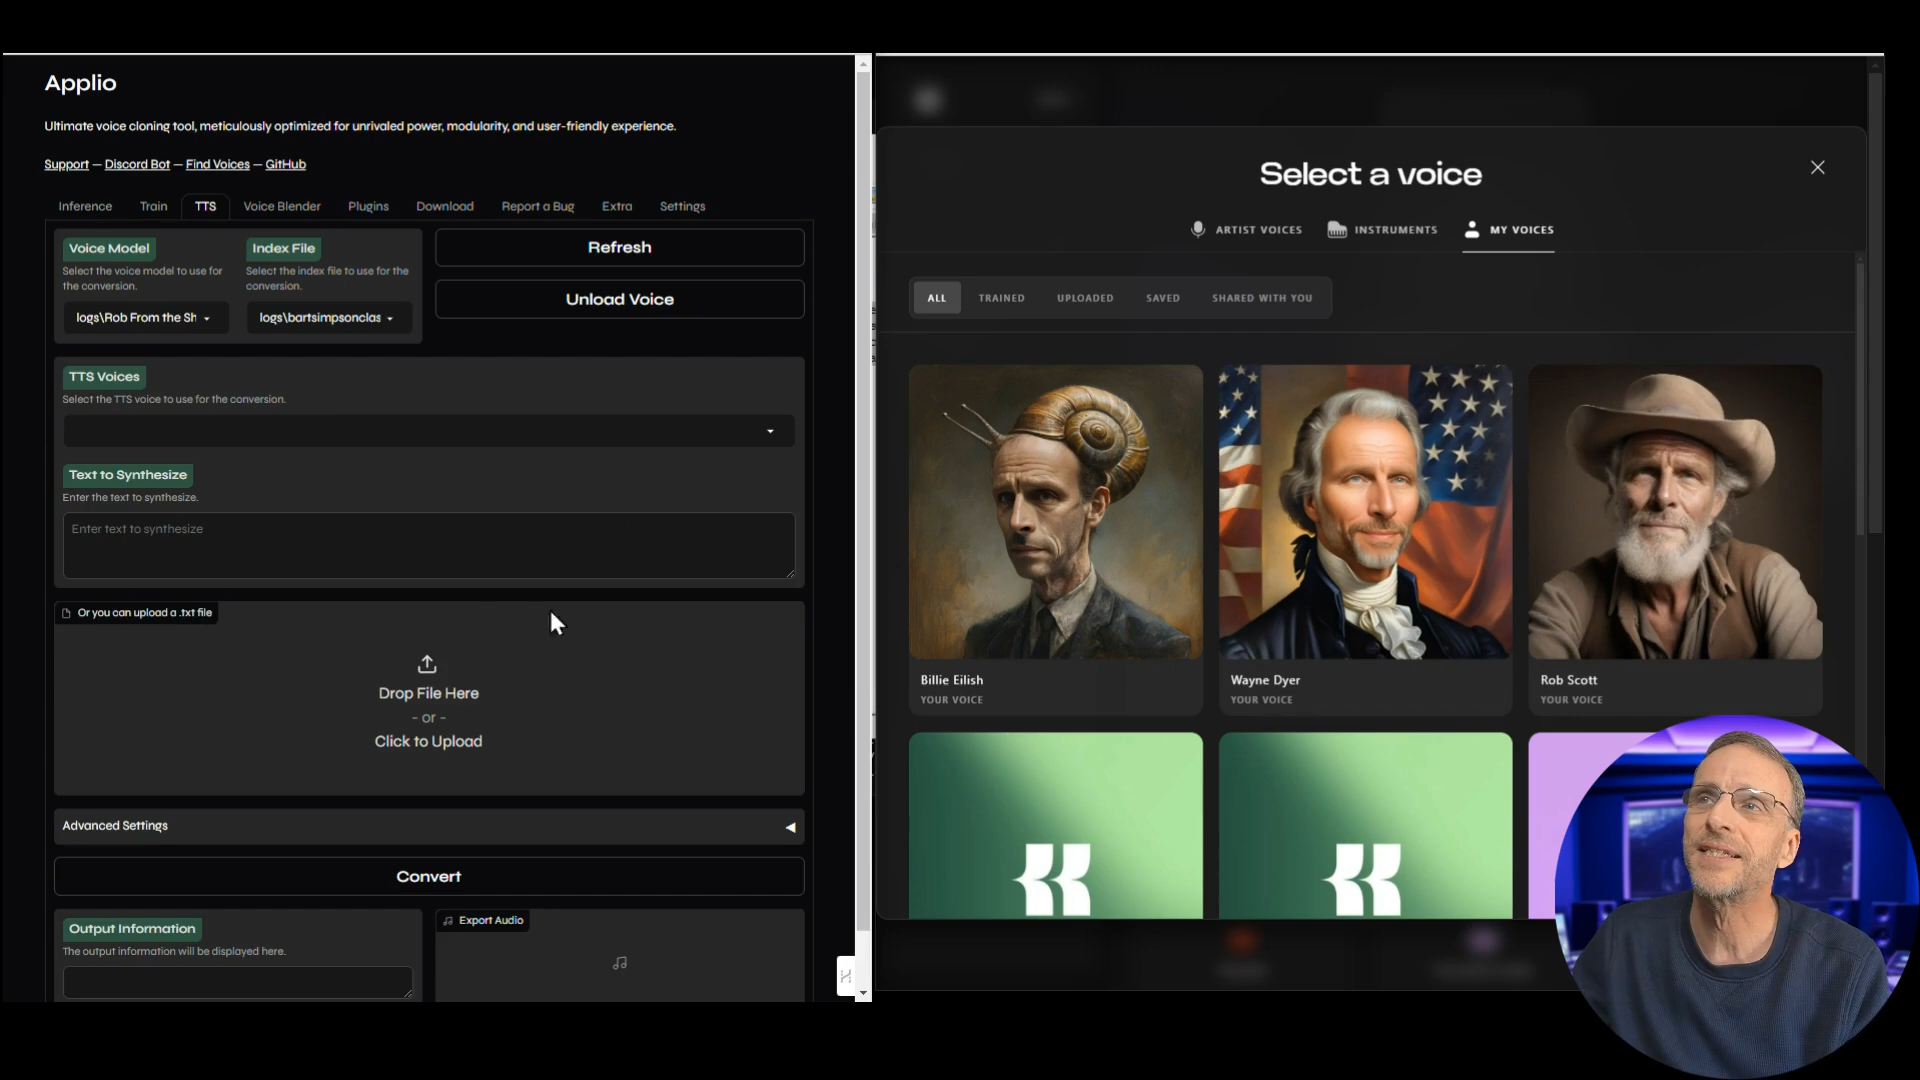 Applio
Ultimate voice cloning tool, meticulously optimized for unrivaled power, modularity, and user-friendly experience.
Support — Discord Bot — Find Voices — GitHub
Inference Train TTS Voice Blender Plugins Download Report a Bug Extra Settings
Voice Model
Select the voice model to use for
the conversion.
logs\Rob From the Sh
Index File
Select the index file to use for the
conversion.
logs\bartsimpsonclas
Refresh
Unload Voice
TTS Voices
Select the TTS voice to use for the conversion.
Text to Synthesize
Enter the text to synthesize.
Enter text to synthesize
Or you can upload a .txt file
Drop File Here
- or -
Click to Upload
Advanced Settings
Convert
Output Information
The output information will be displayed here.
Export Audio
Select a voice
ARTIST VOICES INSTRUMENTS MY VOICES
ALL TRAINED UPLOADED SAVED SHARED WITH YOU
Billie Eilish
YOUR VOICE
Wayne Dyer
YOUR VOICE
Rob Scott
YOUR VOICE